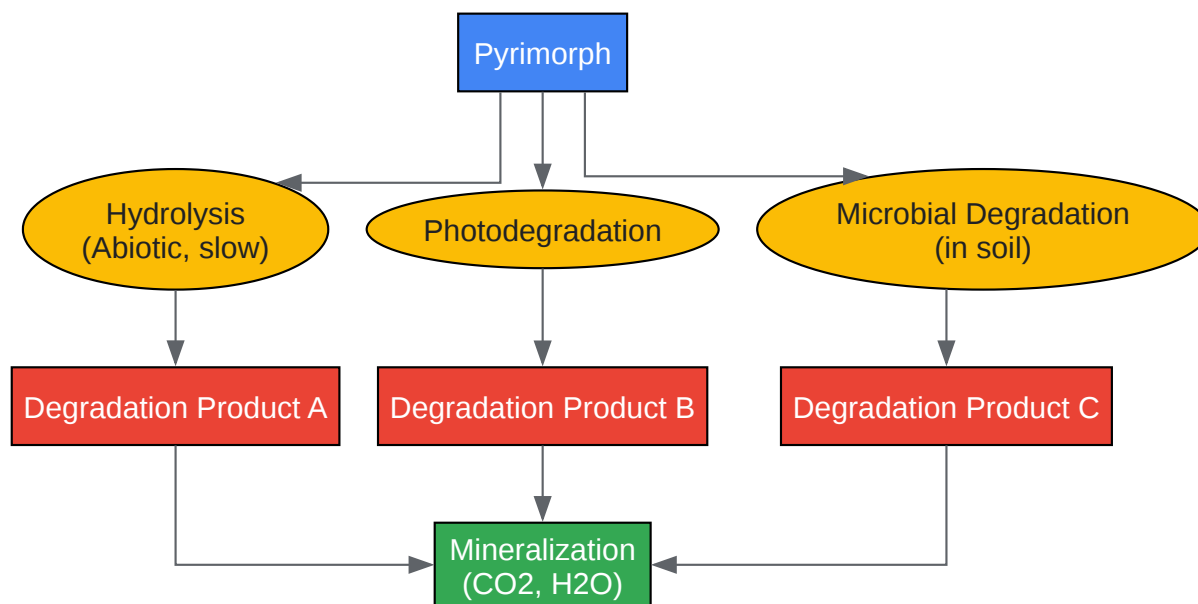 Pyrimorph
Hydrolysis
(Abiotic, slow)
Photodegradation
Microbial Degradation
(in soil)
Degradation Product A
Degradation Product B
Degradation Product C
Mineralization
(CO2, H2O)